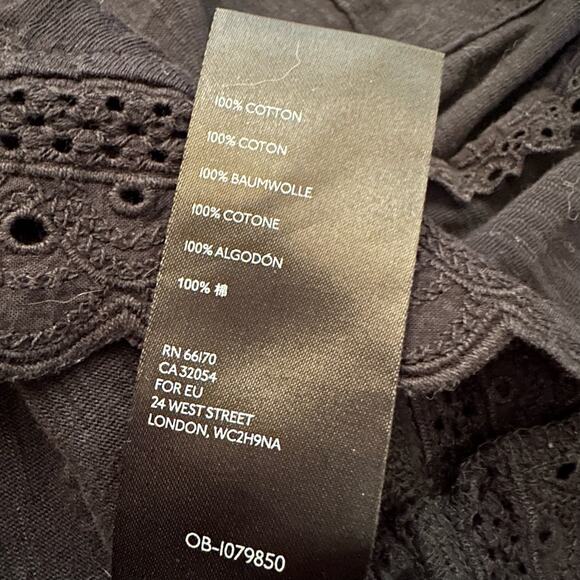 100% COTTON
100% COTON
100% BAUMWOLLE
100% COTONE
100% ALGODÓN
100% 棉
RN 66170
CA 32054
FOR EU
24 WEST STREET
LONDON, WC2H9NA
OB-1079850